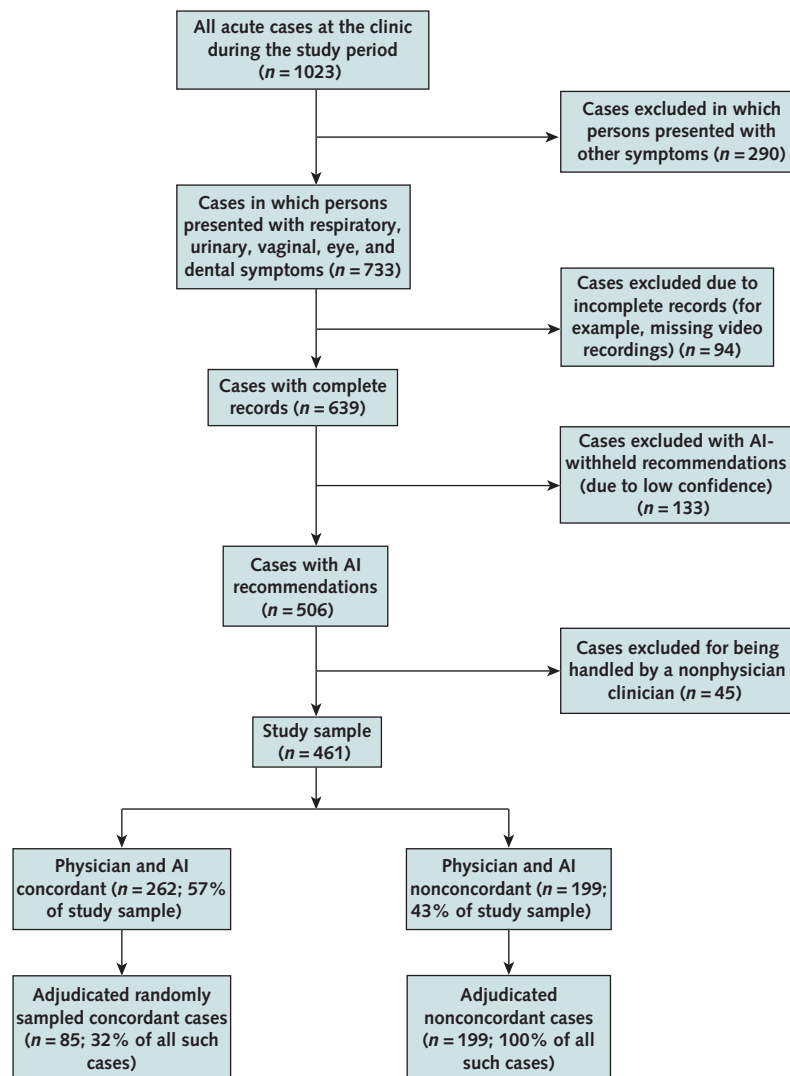 All acute cases at the clinic
during the study period
(n = 1023)
Cases excluded in which
persons presented with
other symptoms (n = 290)
Cases in which persons
presented with respiratory,
urinary, vaginal, eye, and
dental symptoms (n = 733)
Cases excluded due to
incomplete records (for
example, missing video
recordings) (n = 94)
Cases with complete
records (n = 639)
Cases excluded with AI-
withheld recommendations
(due to low confidence)
(n = 133)
Cases with AI
recommendations
(n = 506)
Cases excluded for being
handled by a nonphysician
clinician (n = 45)
Study sample
(n = 461)
Physician and AI
concordant (n = 262; 57%
of study sample)
Physician and AI
nonconcordant (n = 199;
43% of study sample)
Adjudicated randomly
sampled concordant cases
(n = 85; 32% of all such
cases)
Adjudicated
nonconcordant cases
(n = 199; 100% of all
such cases)